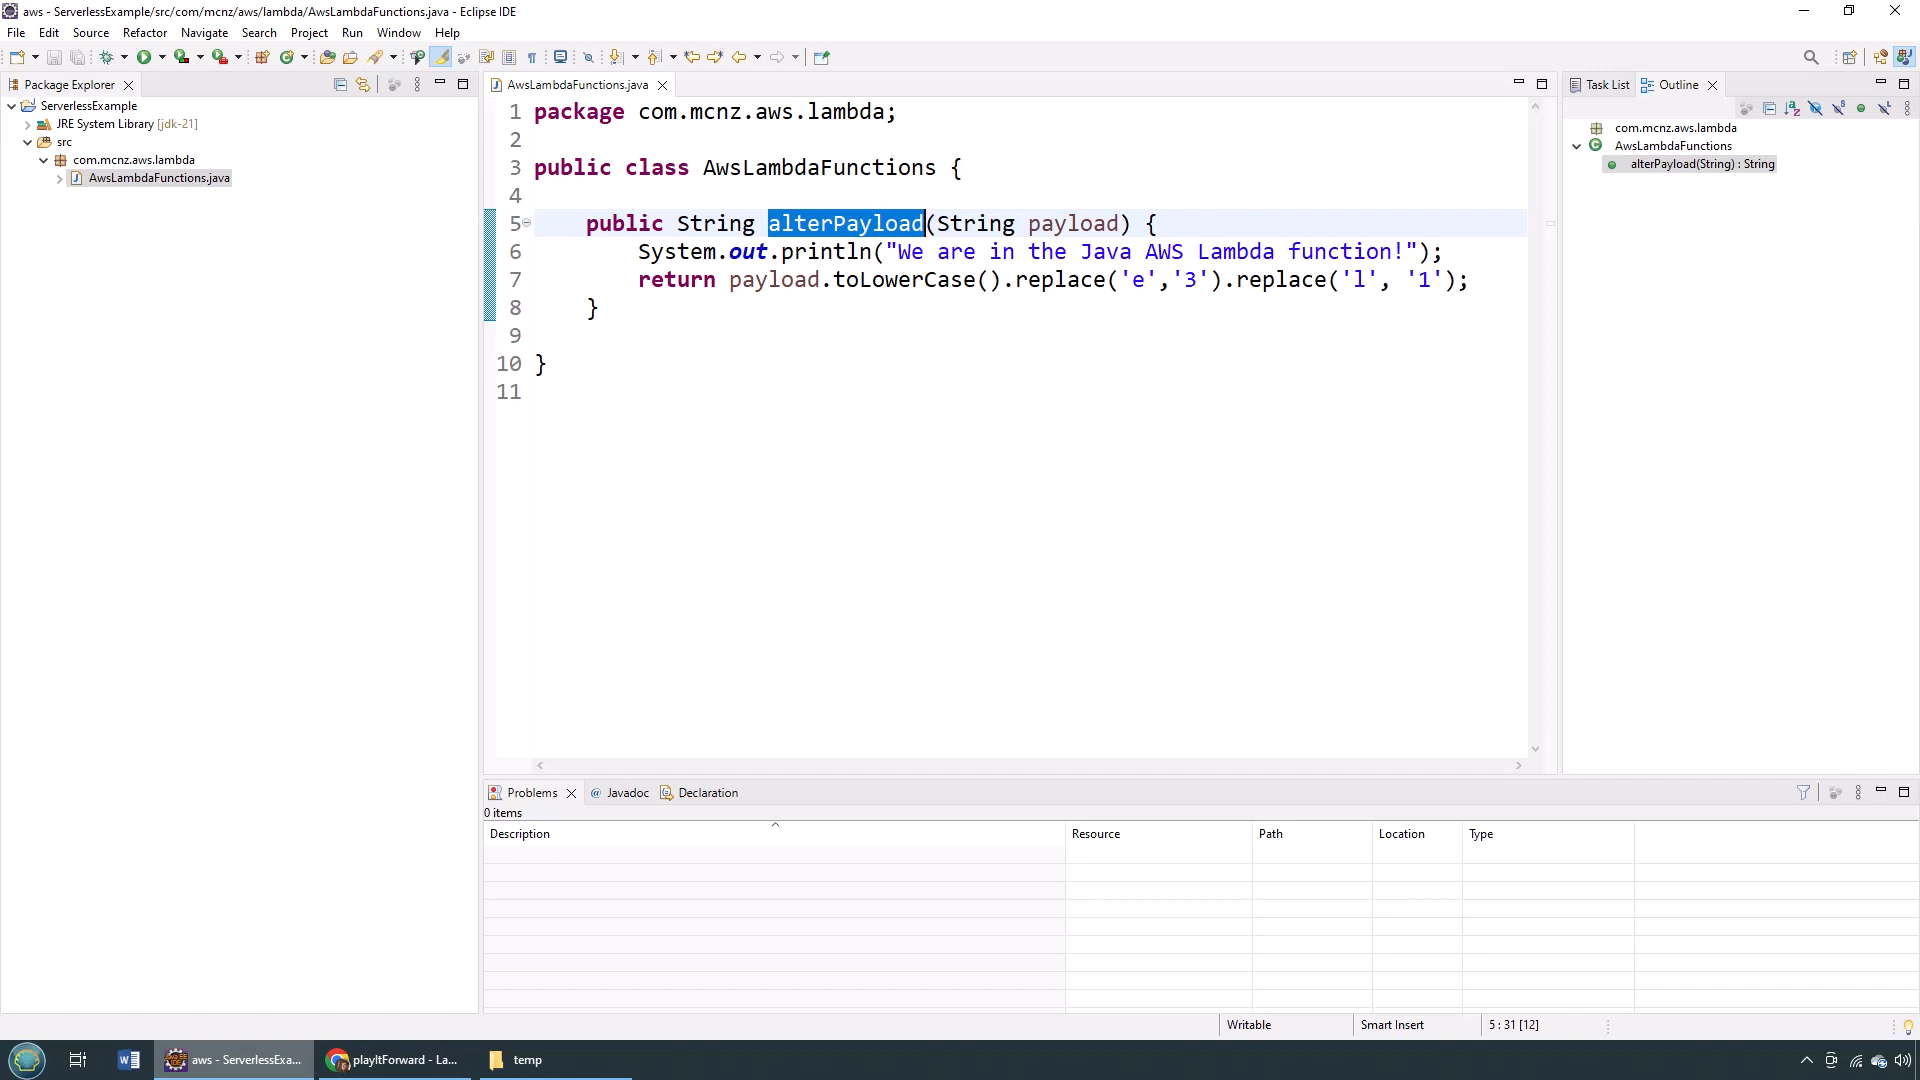 aws - ServerlessExample/src/com/mcnz/aws/lambda/AwsLambdaFunctions.java - Eclipse IDE
File Edit Source Refactor Navigate Search Project Run Window Help
Package Explorer
ServerlessExample
JRE System Library [jdk-21]
src
com.mcnz.aws.lambda
AwsLambdaFunctions.java
AwsLambdaFunctions.java
1 package com.mcnz.aws.lambda;
2
3 public class AwsLambdaFunctions {
4
5 public String alterPayload(String payload) {
6 System.out.println("We are in the Java AWS Lambda function!");
7 return payload.toLowerCase().replace('e','3').replace('l', '1');
8 }
9
10 }
11
Task List Outline
com.mcnz.aws.lambda
AwsLambdaFunctions
alterPayload(String) : String
Problems @ Javadoc Declaration
0 items
Description Resource Path Location Type
Writable Smart Insert 5 : 31 [12]
aws - ServerlessExa... playItForward - La... temp